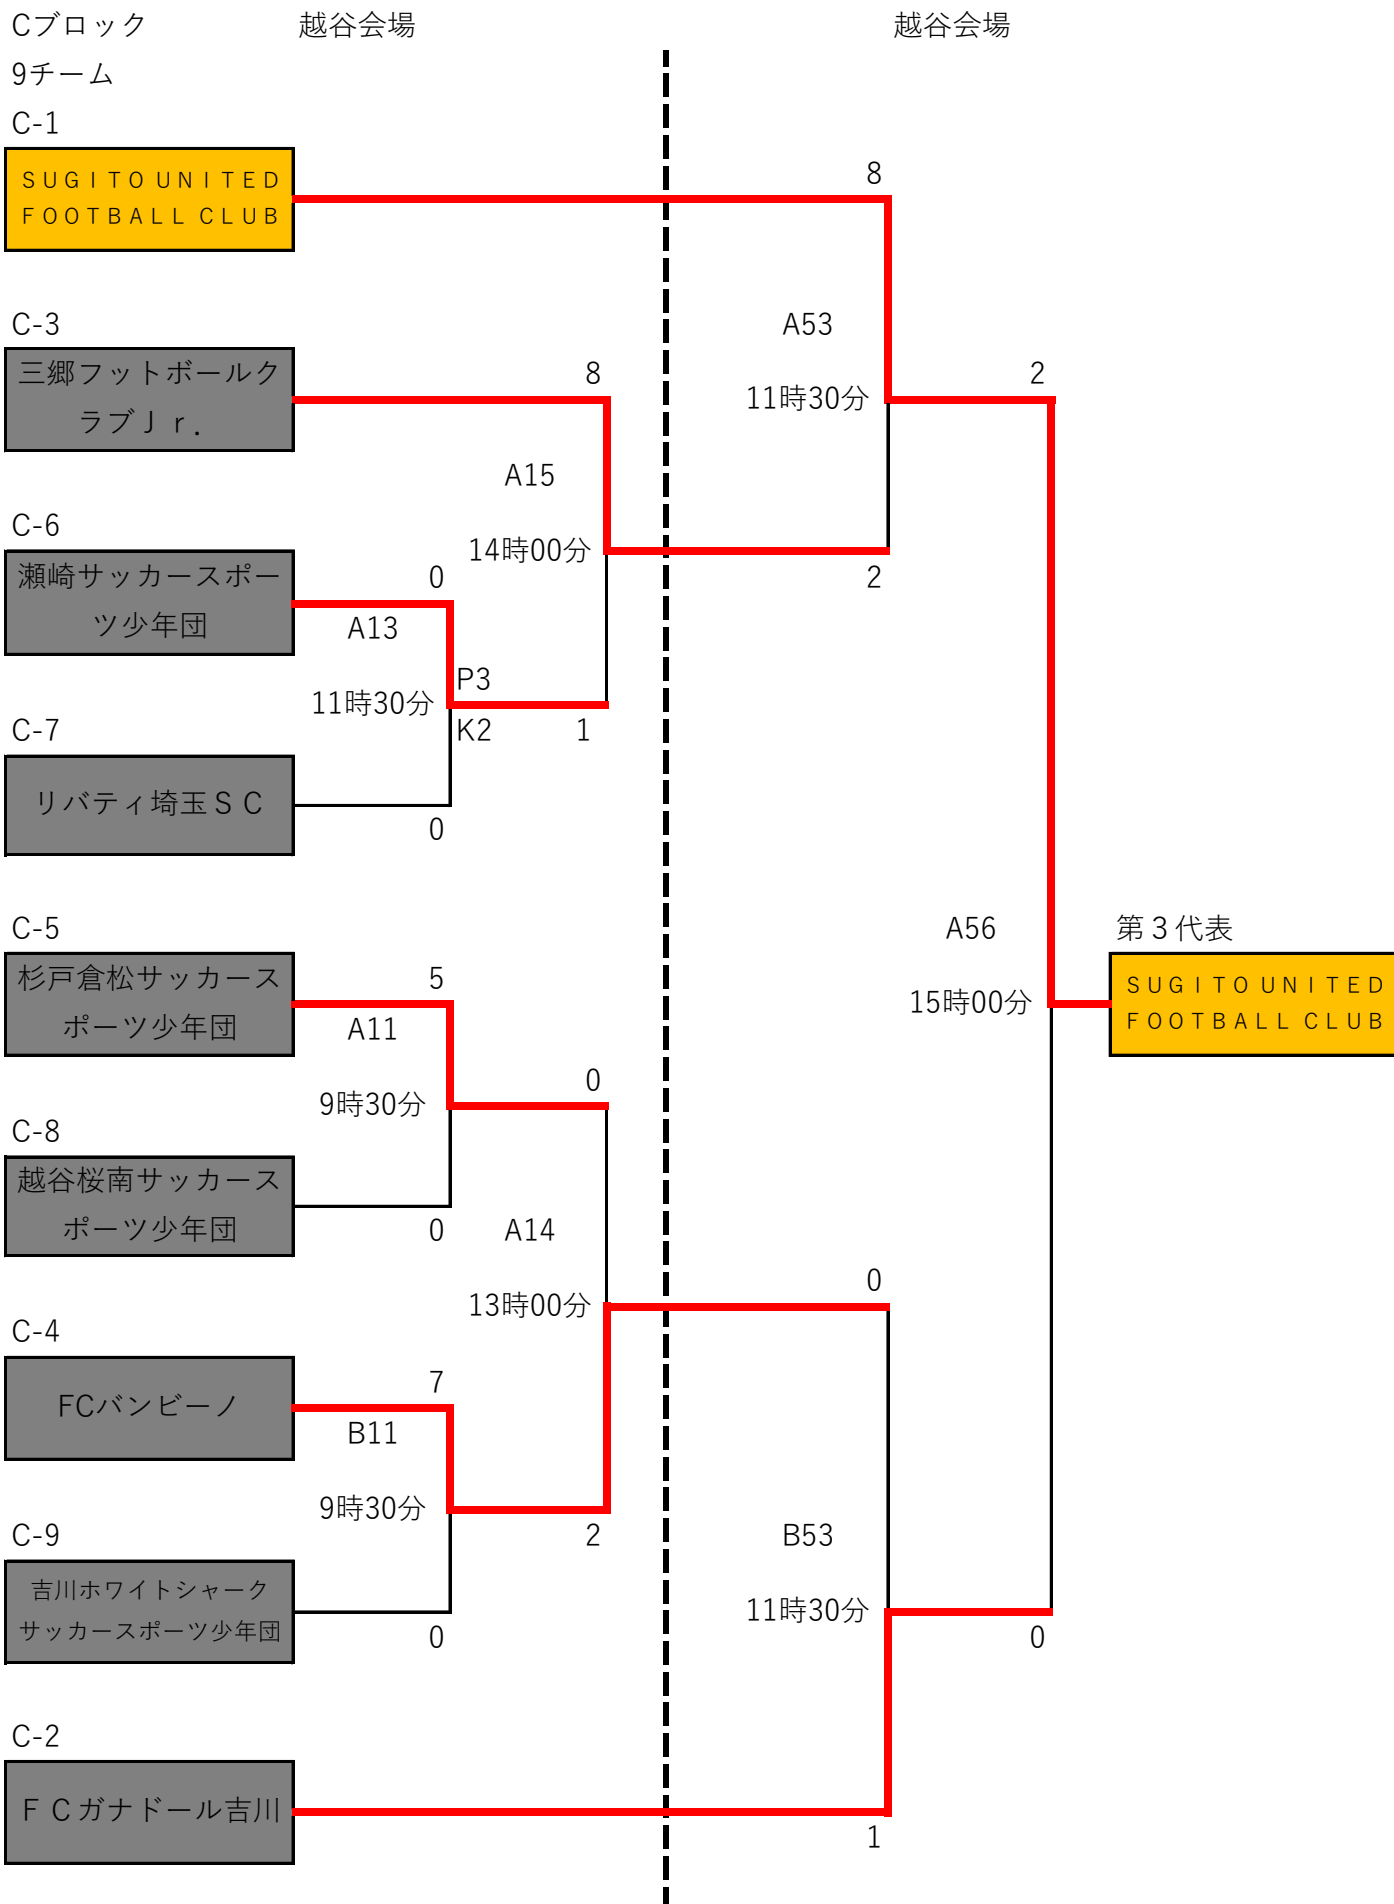 Cブロック
越谷会場
越谷会場
9チーム
C-1
ＳＵＧＩＴＯ ＵＮＩＴＥＤ
ＦＯＯＴＢＡＬＬ ＣＬＵＢ
8
C-3
A53
三郷フットボールク
ラブＪｒ．
8
11時30分
2
A15
C-6
瀬崎サッカースポー
ツ少年団
0
14時00分
2
A13
11時30分
P3
K2
1
C-7
リバティ埼玉ＳＣ
0
C-5
杉戸倉松サッカース
ポーツ少年団
5
A56
第３代表
A11
15時00分
ＳＵＧＩＴＯ ＵＮＩＴＥＤ
ＦＯＯＴＢＡＬＬ ＣＬＵＢ
9時30分
0
C-8
越谷桜南サッカース
ポーツ少年団
0
A14
13時00分
0
C-4
FCバンビーノ
7
B11
9時30分
2
B53
C-9
吉川ホワイトシャーク
サッカースポーツ少年団
0
11時30分
0
C-2
ＦＣガナドール吉川
1